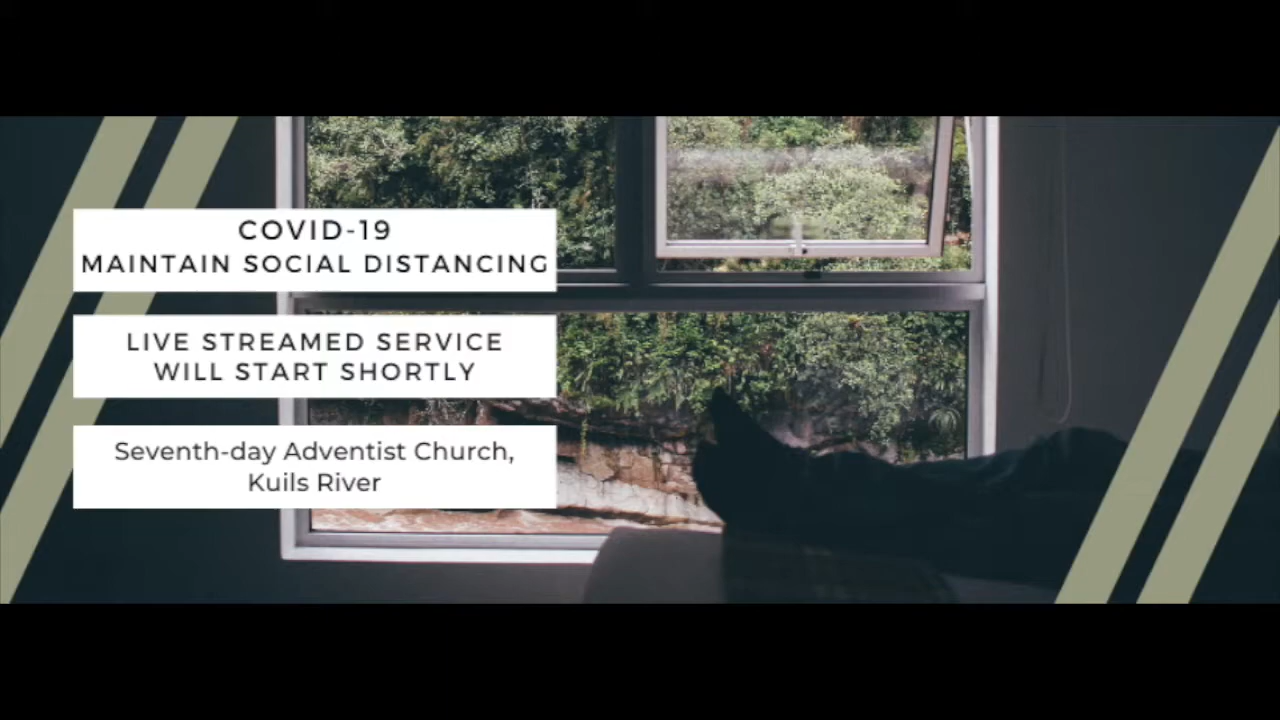 COVID-19
MAINTAIN SOCIAL DISTANCING
LIVE STREAMED SERVICE
WILL START SHORTLY
Seventh-day Adventist Church,
Kuils River